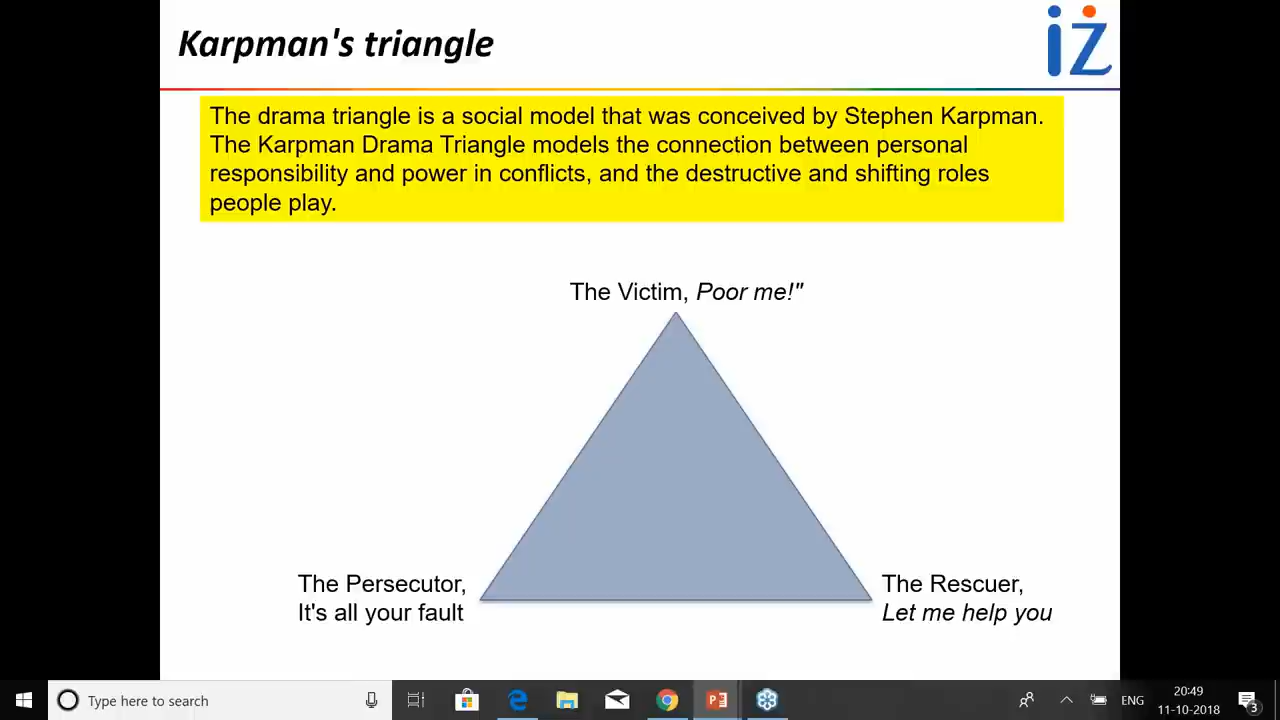 Karpman's triangle
iz
The drama triangle is a social model that was conceived by Stephen Karpman.
The Karpman Drama Triangle models the connection between personal
responsibility and power in conflicts, and the destructive and shifting roles
people play.
The Victim, Poor me!"
The Persecutor,
It's all your fault
The Rescuer,
Let me help you
Type here to search
ENG
20:49
11-10-2018
3